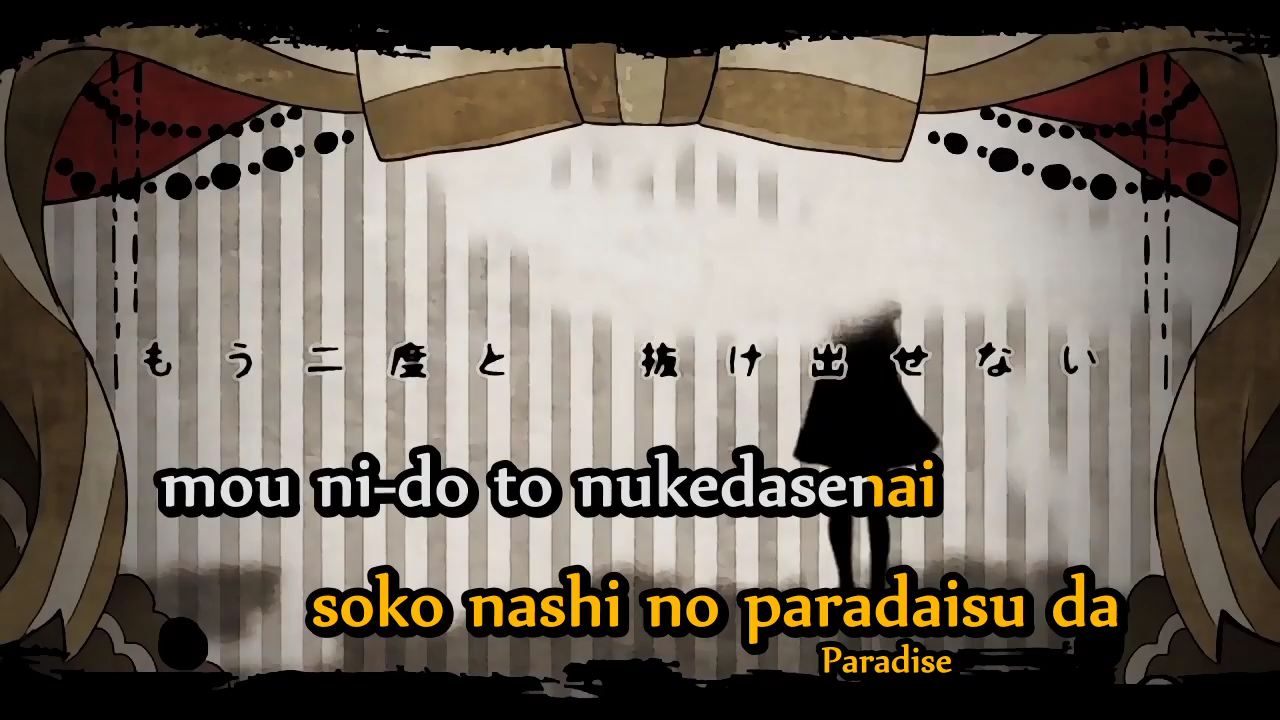 もう二度と 抜け出せない
mou ni-do to nukedasenai
soko nashi no paradaisu da
Paradise